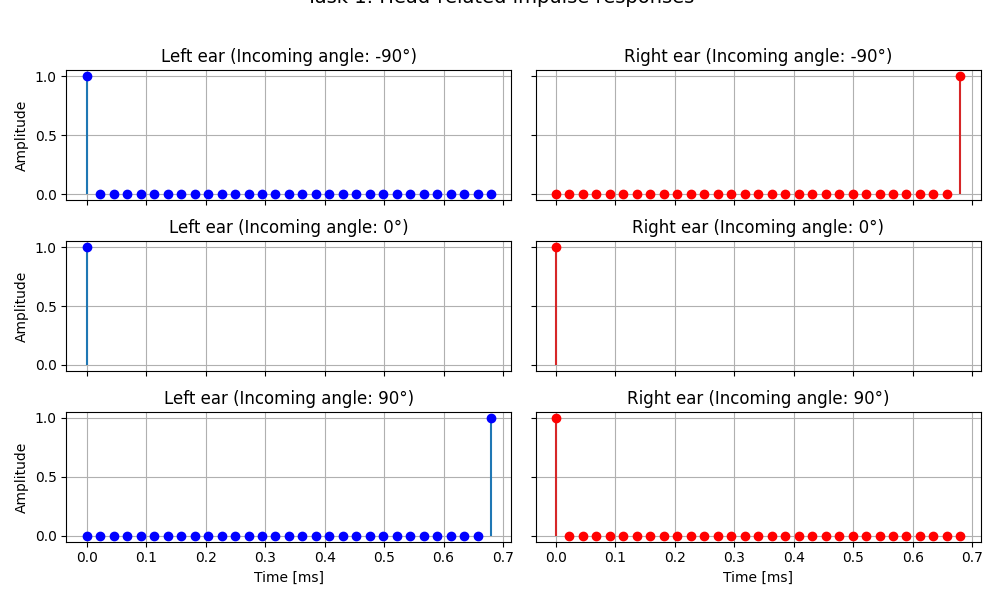 Task 1: Head-related impulse responses
Left ear (Incoming angle: -90°)
Right ear (Incoming angle: -90°)
Amplitude
1.0
0.5
0.0
Left ear (Incoming angle: 0°)
Right ear (Incoming angle: 0°)
Amplitude
1.0
0.5
0.0
Left ear (Incoming angle: 90°)
Right ear (Incoming angle: 90°)
Amplitude
1.0
0.5
0.0
0.0 0.1 0.2 0.3 0.4 0.5 0.6 0.7
0.0 0.1 0.2 0.3 0.4 0.5 0.6 0.7
Time [ms]
Time [ms]